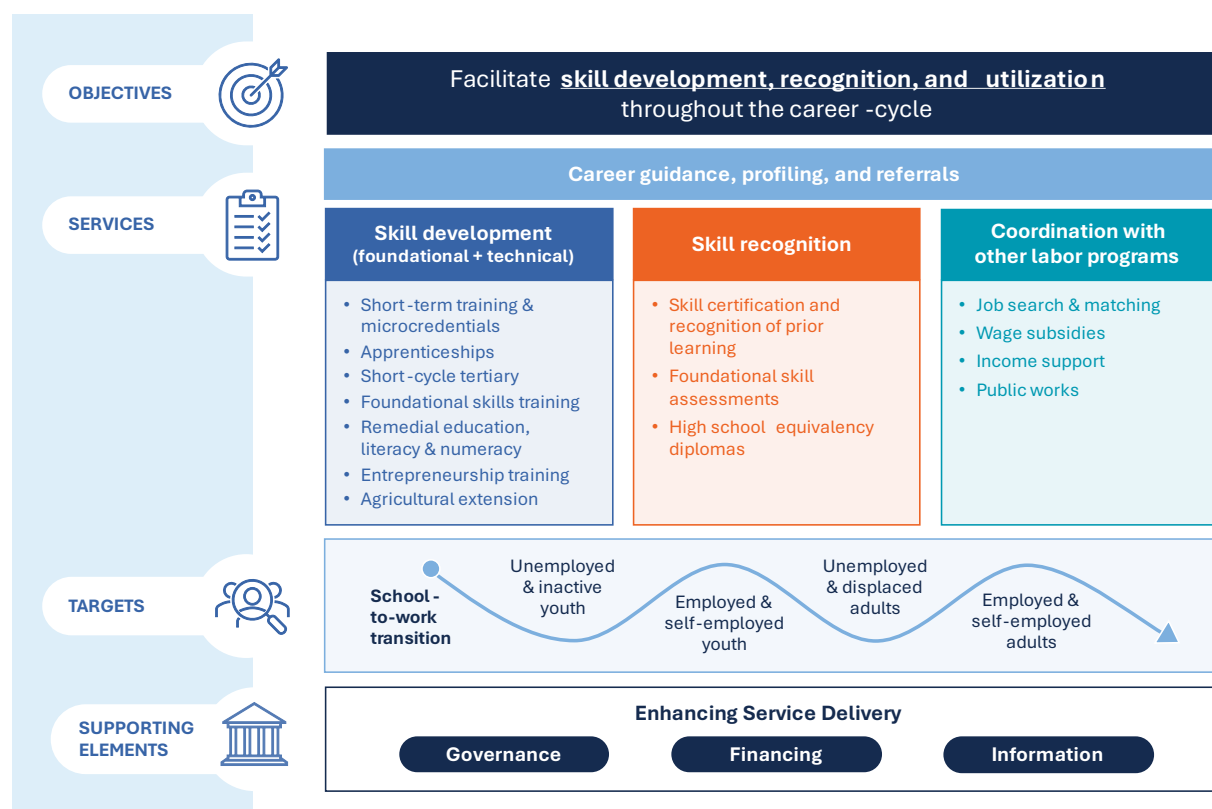 OBJECTIVES
Facilitate skill development, recognition, and utilization
throughout the career -cycle
SERVICES
Career guidance, profiling, and referrals
Skill development
(foundational + technical)
• Short-term training &
microcredentials
• Apprenticeships
• Short-cycle tertiary
• Foundational skills training
• Remedial education,
literacy & numeracy
• Entrepreneurship training
• Agricultural extension
Skill recognition
• Skill certification and
recognition of prior
learning
• Foundational skill
assessments
• High school equivalency
diplomas
Coordination with
other labor programs
• Job search & matching
• Wage subsidies
• Income support
• Public works
TARGETS
School -
to-work
transition
Unemployed
& inactive
youth
Employed &
self-employed
youth
Unemployed
& displaced
adults
Employed &
self-employed
adults
SUPPORTING
ELEMENTS
Enhancing Service Delivery
Governance
Financing
Information